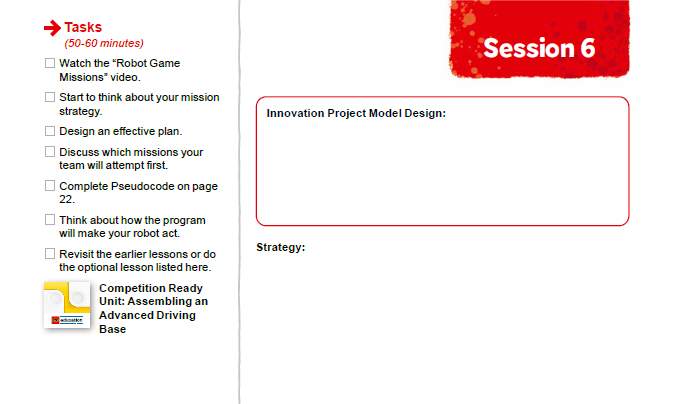 Tasks
(50-60 minutes)
Watch the “Robot Game
Missions” video.
Start to think about your mission
strategy.
Design an effective plan.
Discuss which missions your
team will attempt first.
Complete Pseudocode on page
22.
Think about how the program
will make your robot act.
Revisit the earlier lessons or do
the optional lesson listed here.
education
Competition Ready
Unit: Assembling an
Advanced Driving
Base
Session 6
Innovation Project Model Design:
Strategy: